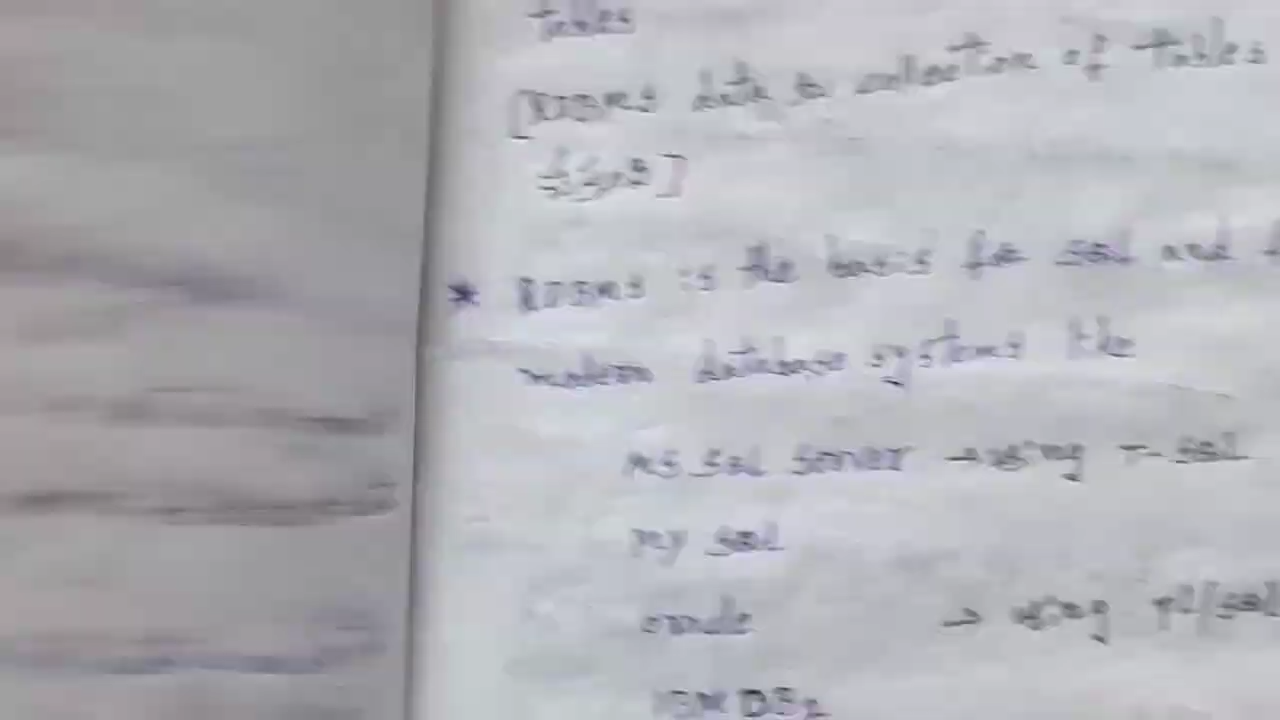 tables
[RDBMS data is collection of tables
* RDBMS is the basis for SQL and
modern database systems like
MS SQL Server → using T-SQL
My SQL
oracle → using PL/SQL
IBM DB2